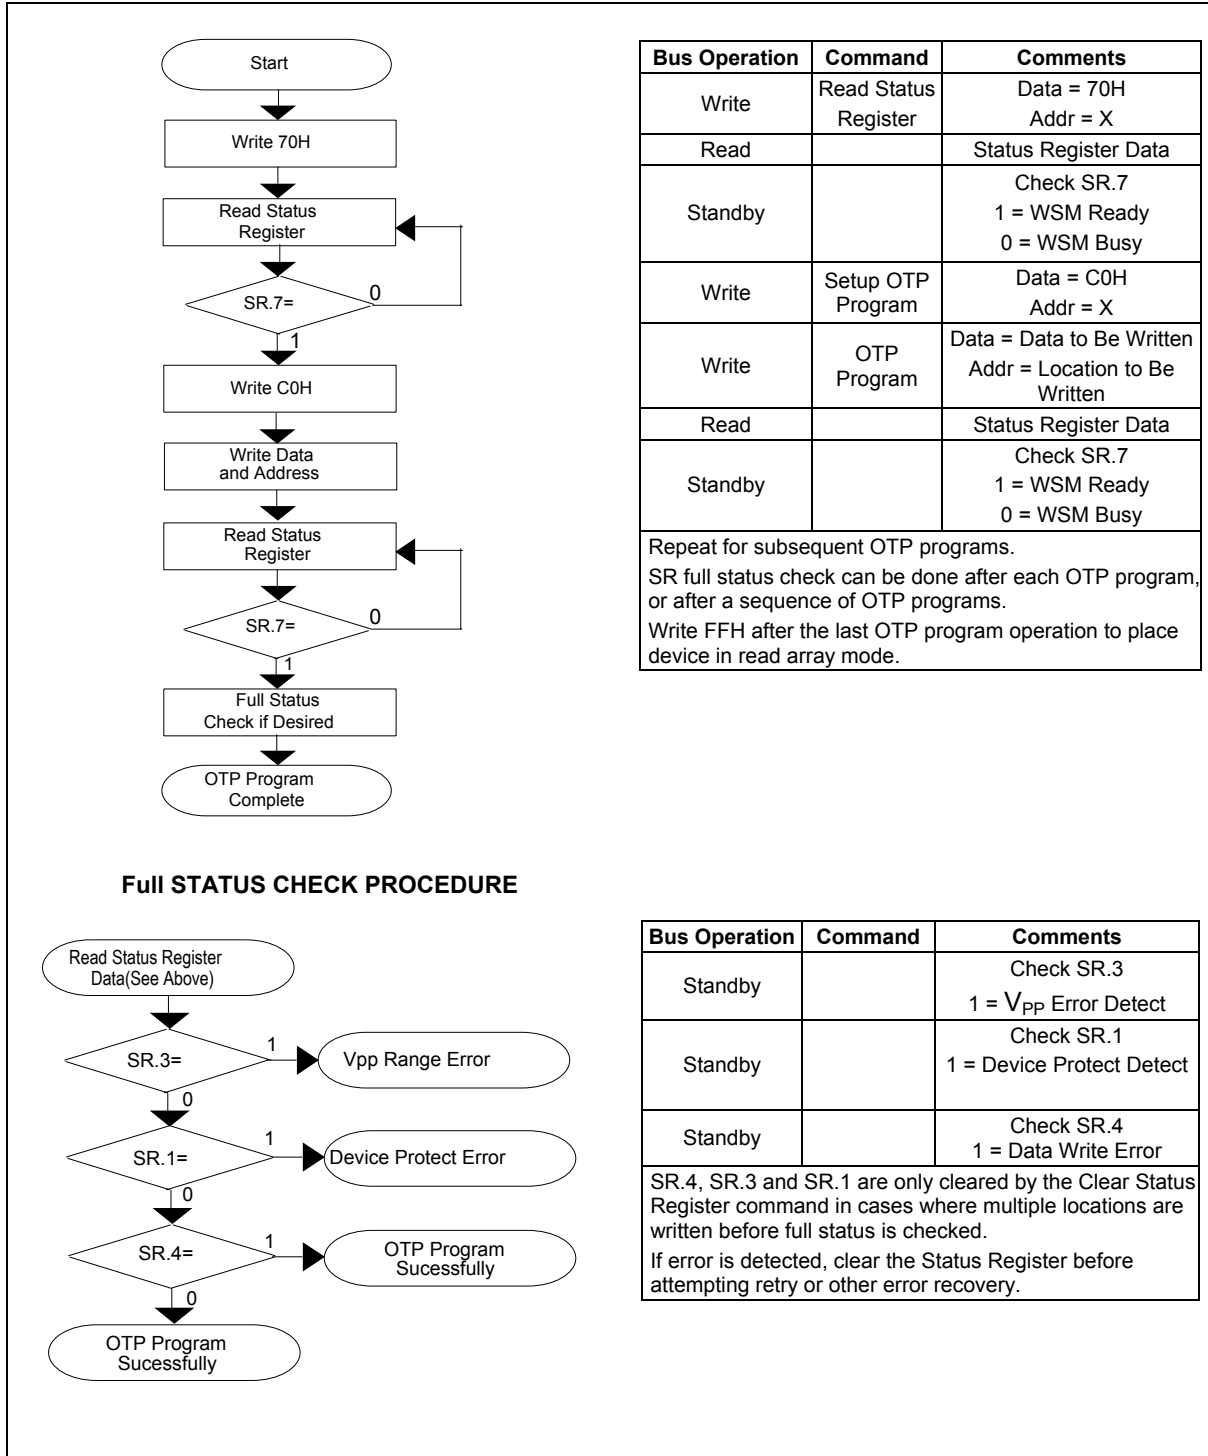 Start
Write 70H
Read Status
Register
SR.7=
0
1
Write C0H
Write Data
and Address
Read Status
Register
SR.7=
0
1
Full Status
Check if Desired
OTP Program
Complete
Bus Operation Command Comments
Write Read Status Register Data = 70H
Addr = X
Read Status Register Data
Standby Check SR.7
1 = WSM Ready
0 = WSM Busy
Write Setup OTP Program Data = C0H
Addr = X
Write OTP Program Data = Data to Be Written
Addr = Location to Be
Written
Read Status Register Data
Standby Check SR.7
1 = WSM Ready
0 = WSM Busy
Repeat for subsequent OTP programs.
SR full status check can be done after each OTP program,
or after a sequence of OTP programs.
Write FFH after the last OTP program operation to place
device in read array mode.
Full STATUS CHECK PROCEDURE
Read Status Register
Data(See Above)
SR.3=
1
Vpp Range Error
0
SR.1=
1
Device Protect Error
0
SR.4=
1
OTP Program
Sucessfully
0
OTP Program
Sucessfully
Bus Operation Command Comments
Standby Check SR.3
1 = VPP Error Detect
Standby Check SR.1
1 = Device Protect Detect
Standby Check SR.4
1 = Data Write Error
SR.4, SR.3 and SR.1 are only cleared by the Clear Status
Register command in cases where multiple locations are
written before full status is checked.
If error is detected, clear the Status Register before
attempting retry or other error recovery.